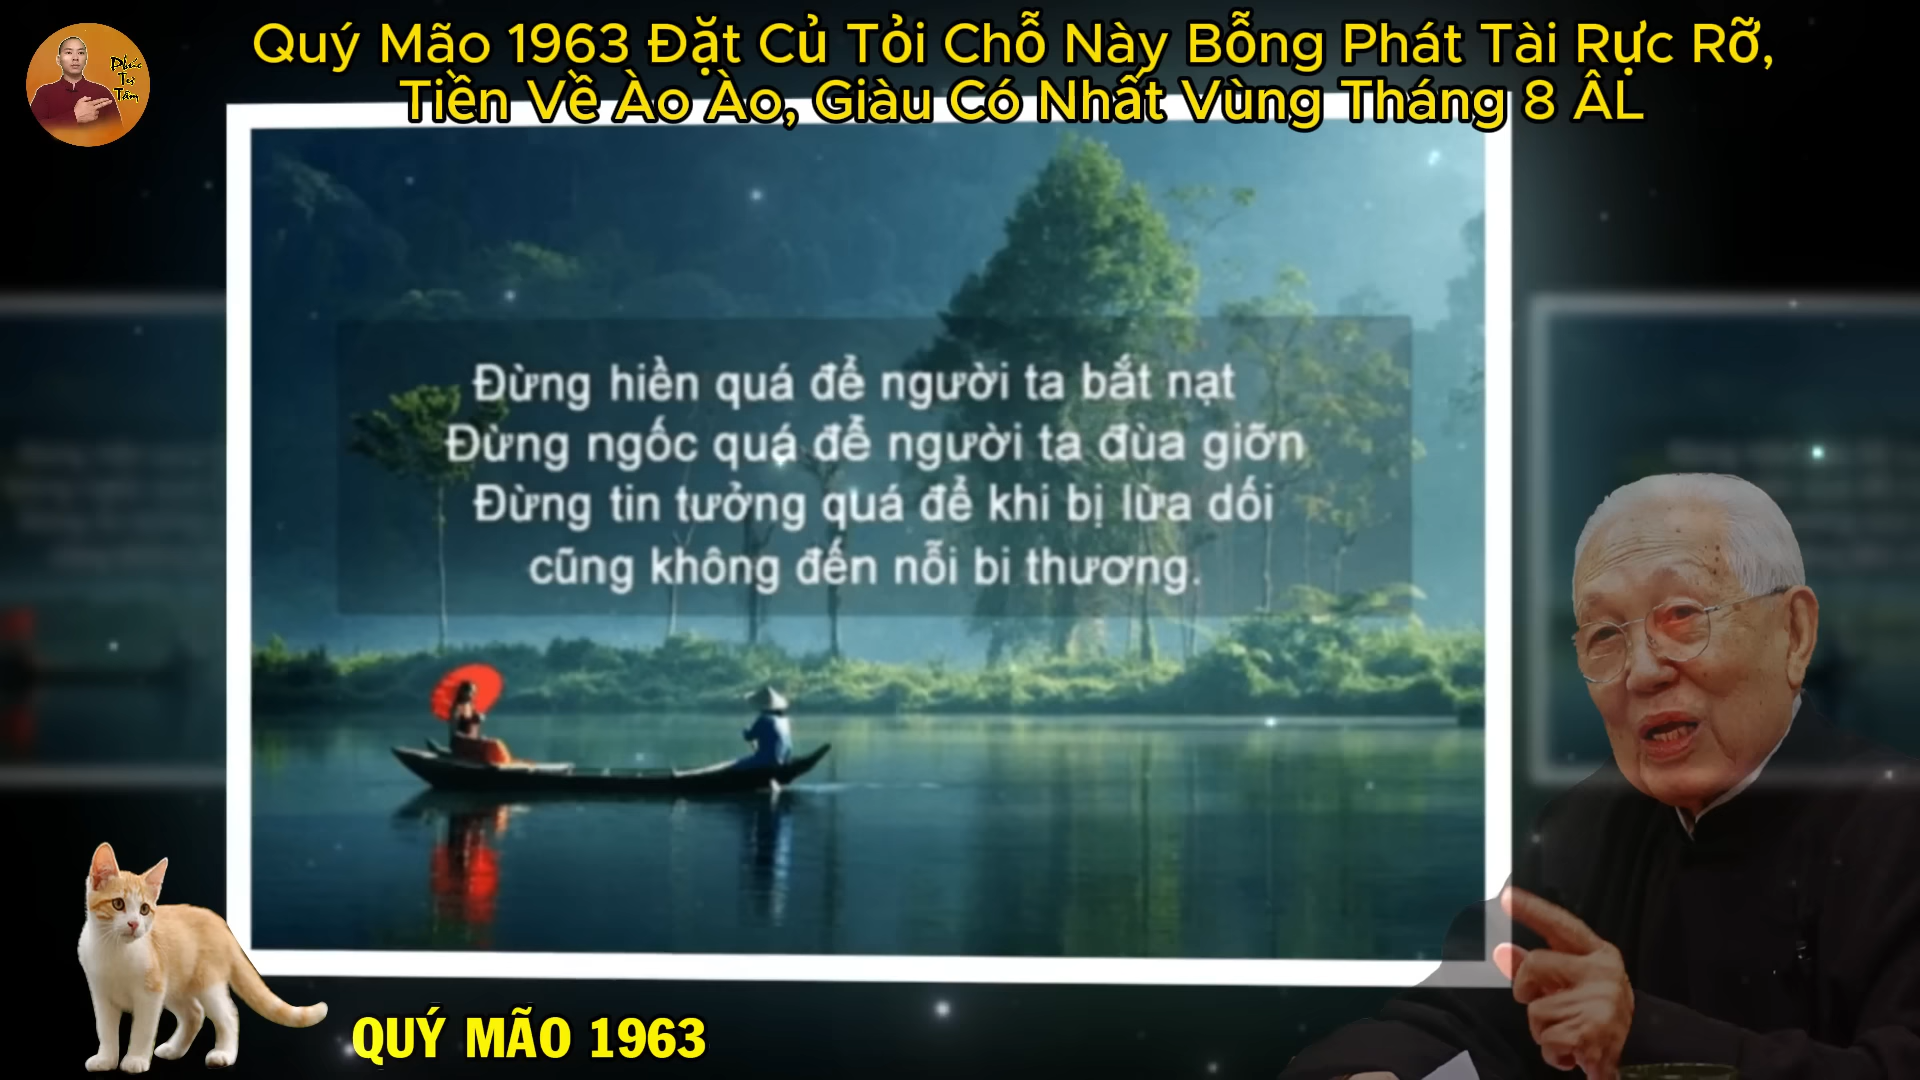 Phúc
Tư
Tâm
Quý Mão 1963 Đặt Củ Tỏi Chỗ Này Bỗng Phát Tài Rực Rỡ,
Tiền Về Ào Ào, Giàu Có Nhất Vùng Tháng 8 ÂL
Đừng hiền quá để người ta bắt nạt
Đừng ngốc quá để người ta đùa giỡn
Đừng tin tưởng quá để khi bị lừa dối
cũng không đến nỗi bi thương.
QUÝ MÃO 1963